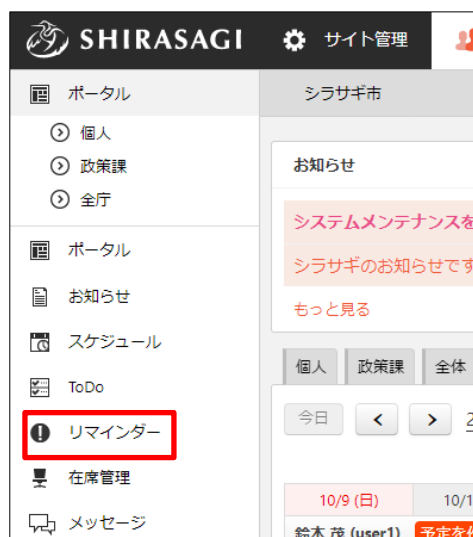 SHIRASAGI
サイト管理
ポータル
個人
政策課
全庁
ポータル
お知らせ
スケジュール
ToDo
リマインダー
在席管理
メッセージ
シラサギ市
お知らせ
システムメンテナンスを
シラサギのお知らせです
もっと見る
個人 政策課 全体
今日 < > 2
10/9 (日) 10/1
鈴木 茂 (user1) 予定を